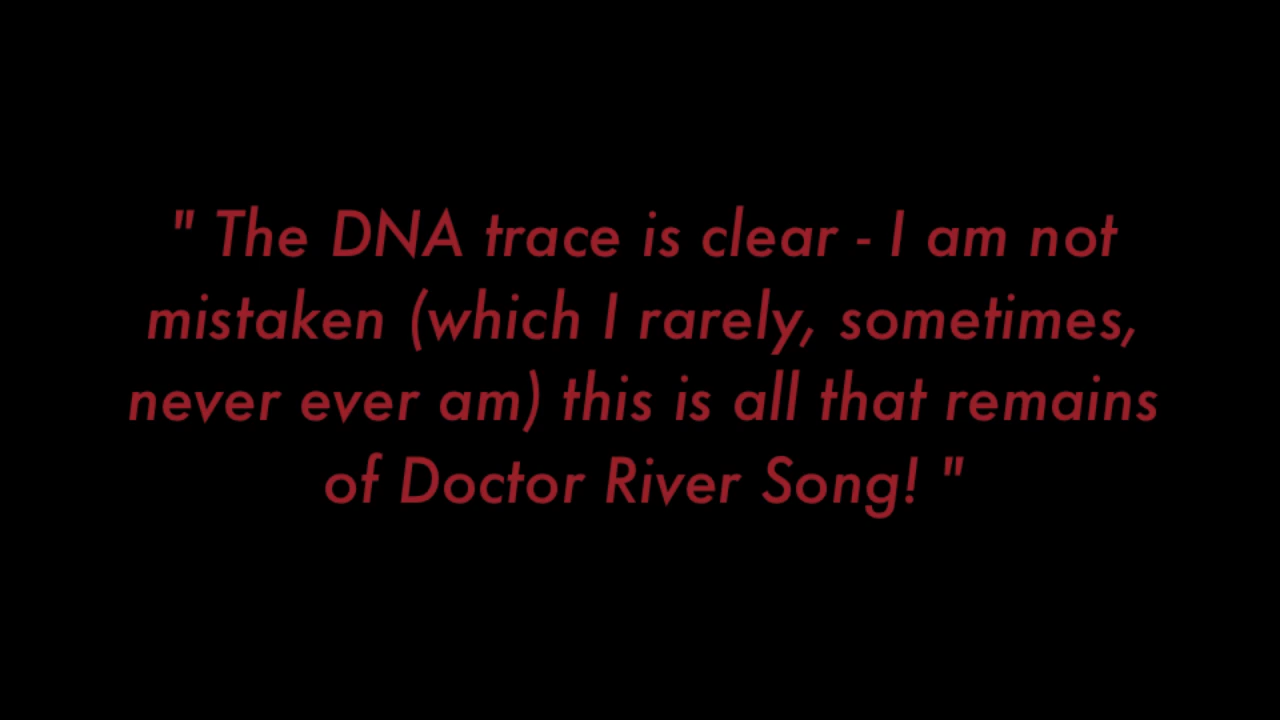 " The DNA trace is clear - I am not
mistaken (which I rarely, sometimes,
never ever am) this is all that remains
of Doctor River Song! "